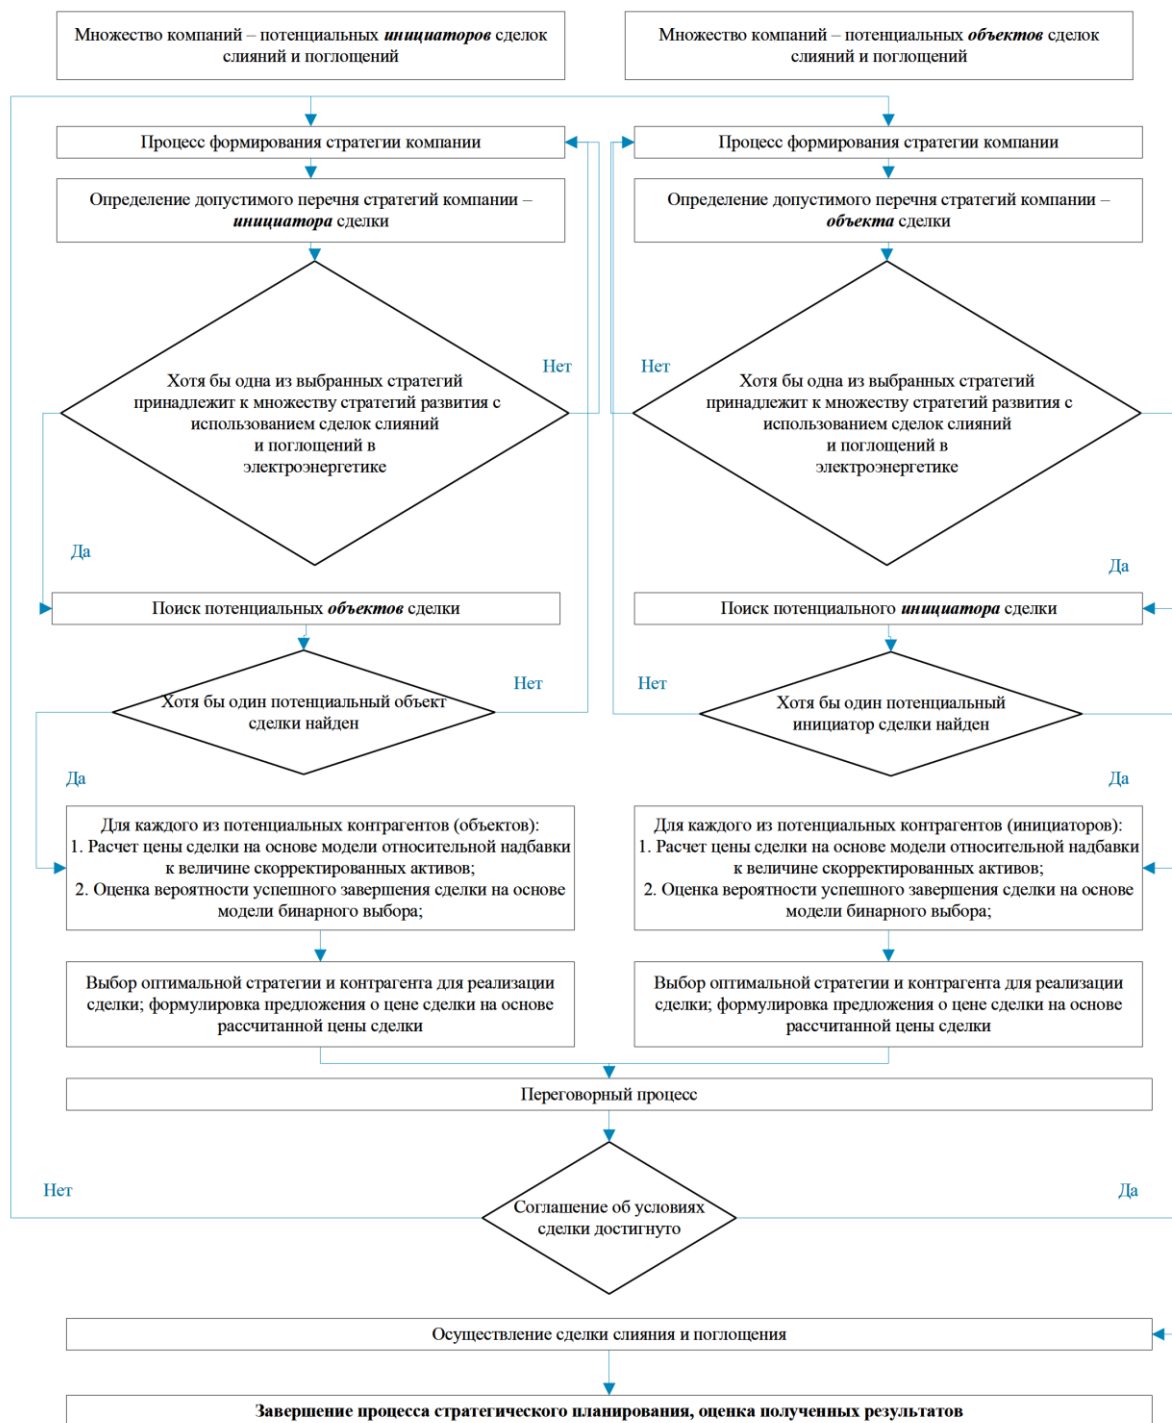 Множество компаний – потенциальных инициаторов сделок
слияний и поглощений
Множество компаний – потенциальных объектов сделок
слияний и поглощений
Процесс формирования стратегии компании
Процесс формирования стратегии компании
Определение допустимого перечня стратегий компании –
инициатора сделки
Определение допустимого перечня стратегий компании –
объекта сделки
Нет
Хотя бы одна из выбранных стратегий
принадлежит к множеству стратегий развития с
использованием сделок слияний
и поглощений в
электроэнергетике
Да
Нет
Хотя бы одна из выбранных стратегий
принадлежит к множеству стратегий развития с
использованием сделок слияний
и поглощений в
электроэнергетике
Да
Поиск потенциальных объектов сделки
Поиск потенциального инициатора сделки
Нет
Хотя бы один потенциальный объект
сделки найден
Да
Нет
Хотя бы один потенциальный
инициатор сделки найден
Да
Для каждого из потенциальных контрагентов (объектов):
1. Расчет цены сделки на основе модели относительной надбавки
к величине скорректированных активов;
2. Оценка вероятности успешного завершения сделки на основе
модели бинарного выбора;
Для каждого из потенциальных контрагентов (инициаторов):
1. Расчет цены сделки на основе модели относительной надбавки
к величине скорректированных активов;
2. Оценка вероятности успешного завершения сделки на основе
модели бинарного выбора;
Выбор оптимальной стратегии и контрагента для реализации
сделки; формулировка предложения о цене сделки на основе
рассчитанной цены сделки
Выбор оптимальной стратегии и контрагента для реализации
сделки; формулировка предложения о цене сделки на основе
рассчитанной цены сделки
Переговорный процесс
Нет
Да
Соглашение об условиях
сделки достигнуто
Осуществление сделки слияния и поглощения
Завершение процесса стратегического планирования, оценка полученных результатов